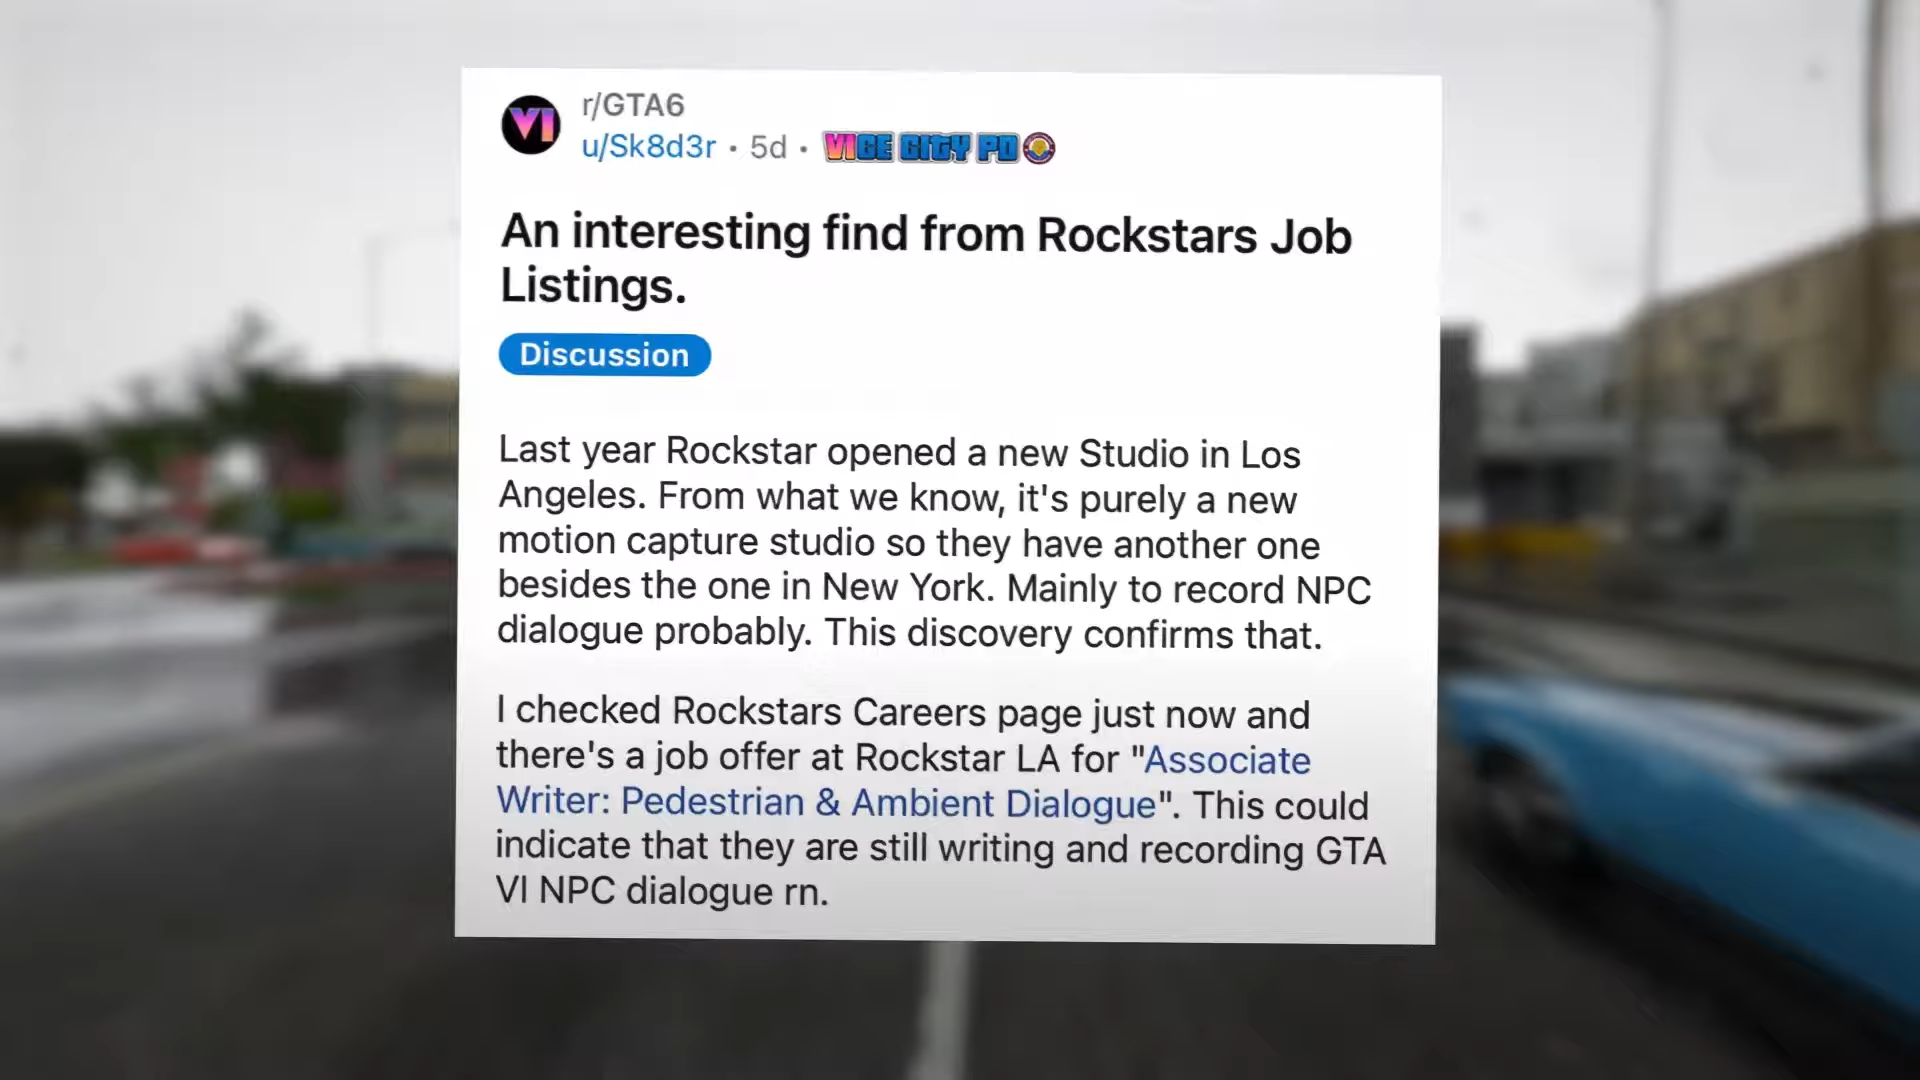 VI
r/GTA6
u/Sk8d3r · 5d · VICE CITY PD
An interesting find from Rockstars Job
Listings.
Discussion
Last year Rockstar opened a new Studio in Los
Angeles. From what we know, it's purely a new
motion capture studio so they have another one
besides the one in New York. Mainly to record NPC
dialogue probably. This discovery confirms that.
I checked Rockstars Careers page just now and
there's a job offer at Rockstar LA for "Associate
Writer: Pedestrian & Ambient Dialogue". This could
indicate that they are still writing and recording GTA
VI NPC dialogue rn.